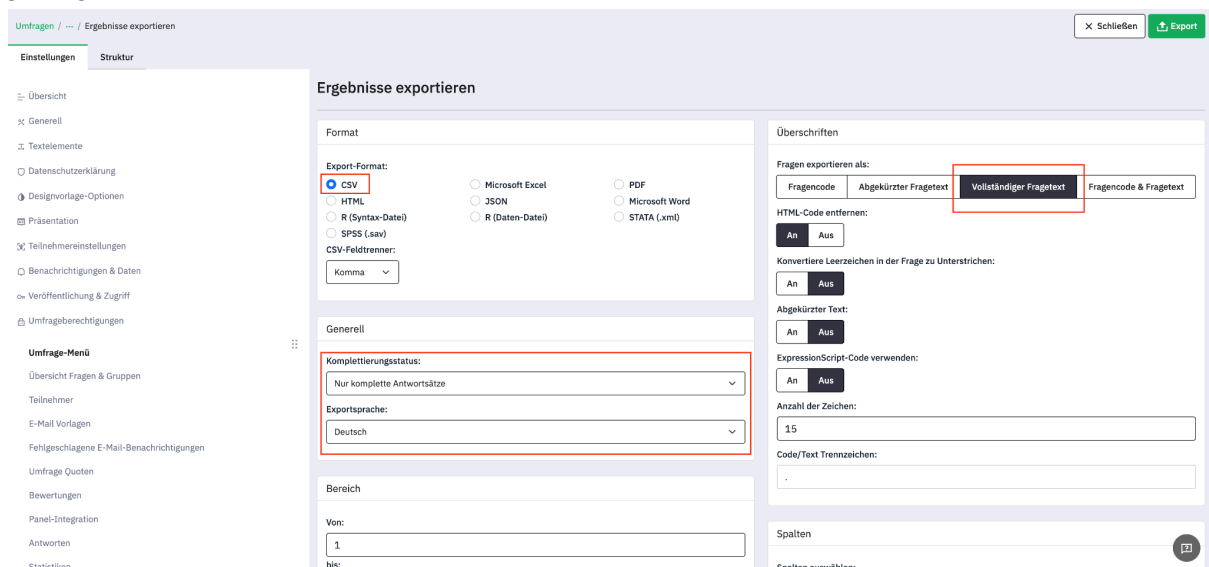 Umfragen / ··· / Ergebnisse exportieren
× Schließen
Export
Einstellungen
Struktur
Übersicht
Generell
Textelemente
Datenschutzerklärung
Designvorlage-Optionen
Präsentation
Teilnehmereinstellungen
Benachrichtigungen & Daten
Veröffentlichung & Zugriff
Umfrageberechtigungen
Umfrage-Menü
Übersicht Fragen & Gruppen
Teilnehmer
E-Mail Vorlagen
Fehlgeschlagene E-Mail-Benachrichtigungen
Umfrage Quoten
Bewertungen
Panel-Integration
Antworten
Statistiken
Ergebnisse exportieren
Format
Export-Format:
CSV
Microsoft Excel
PDF
HTML
JSON
Microsoft Word
R (Syntax-Datei)
R (Daten-Datei)
STATA (.xml)
SPSS (.sav)
CSV-Feldtrenner:
Komma
Generell
Komplettierungsstatus:
Nur komplette Antwortsätze
Exportsprache:
Deutsch
Bereich
Von:
1
bis:
Überschriften
Fragen exportieren als:
Fragencode
Abgekürzter Fragetext
Vollständiger Fragetext
Fragencode & Fragetext
HTML-Code entfernen:
An Aus
Konvertiere Leerzeichen in der Frage zu Unterstrichen:
An Aus
Abgekürzter Text:
An Aus
ExpressionScript-Code verwenden:
An Aus
Anzahl der Zeichen:
15
Code/Text Trennzeichen:
.
Spalten
Spalten auswählen: